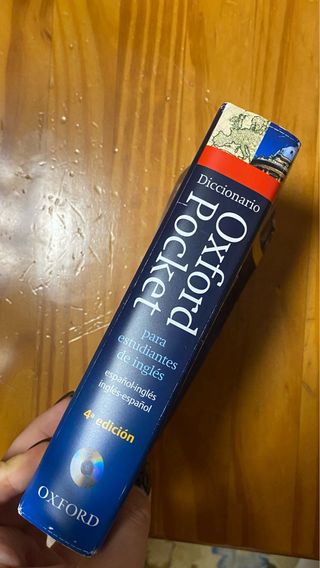 Diccionario
Oxford
Pocket
para
estudiantes
de inglés
español-inglés
inglés-español
4ª edición
OXFORD